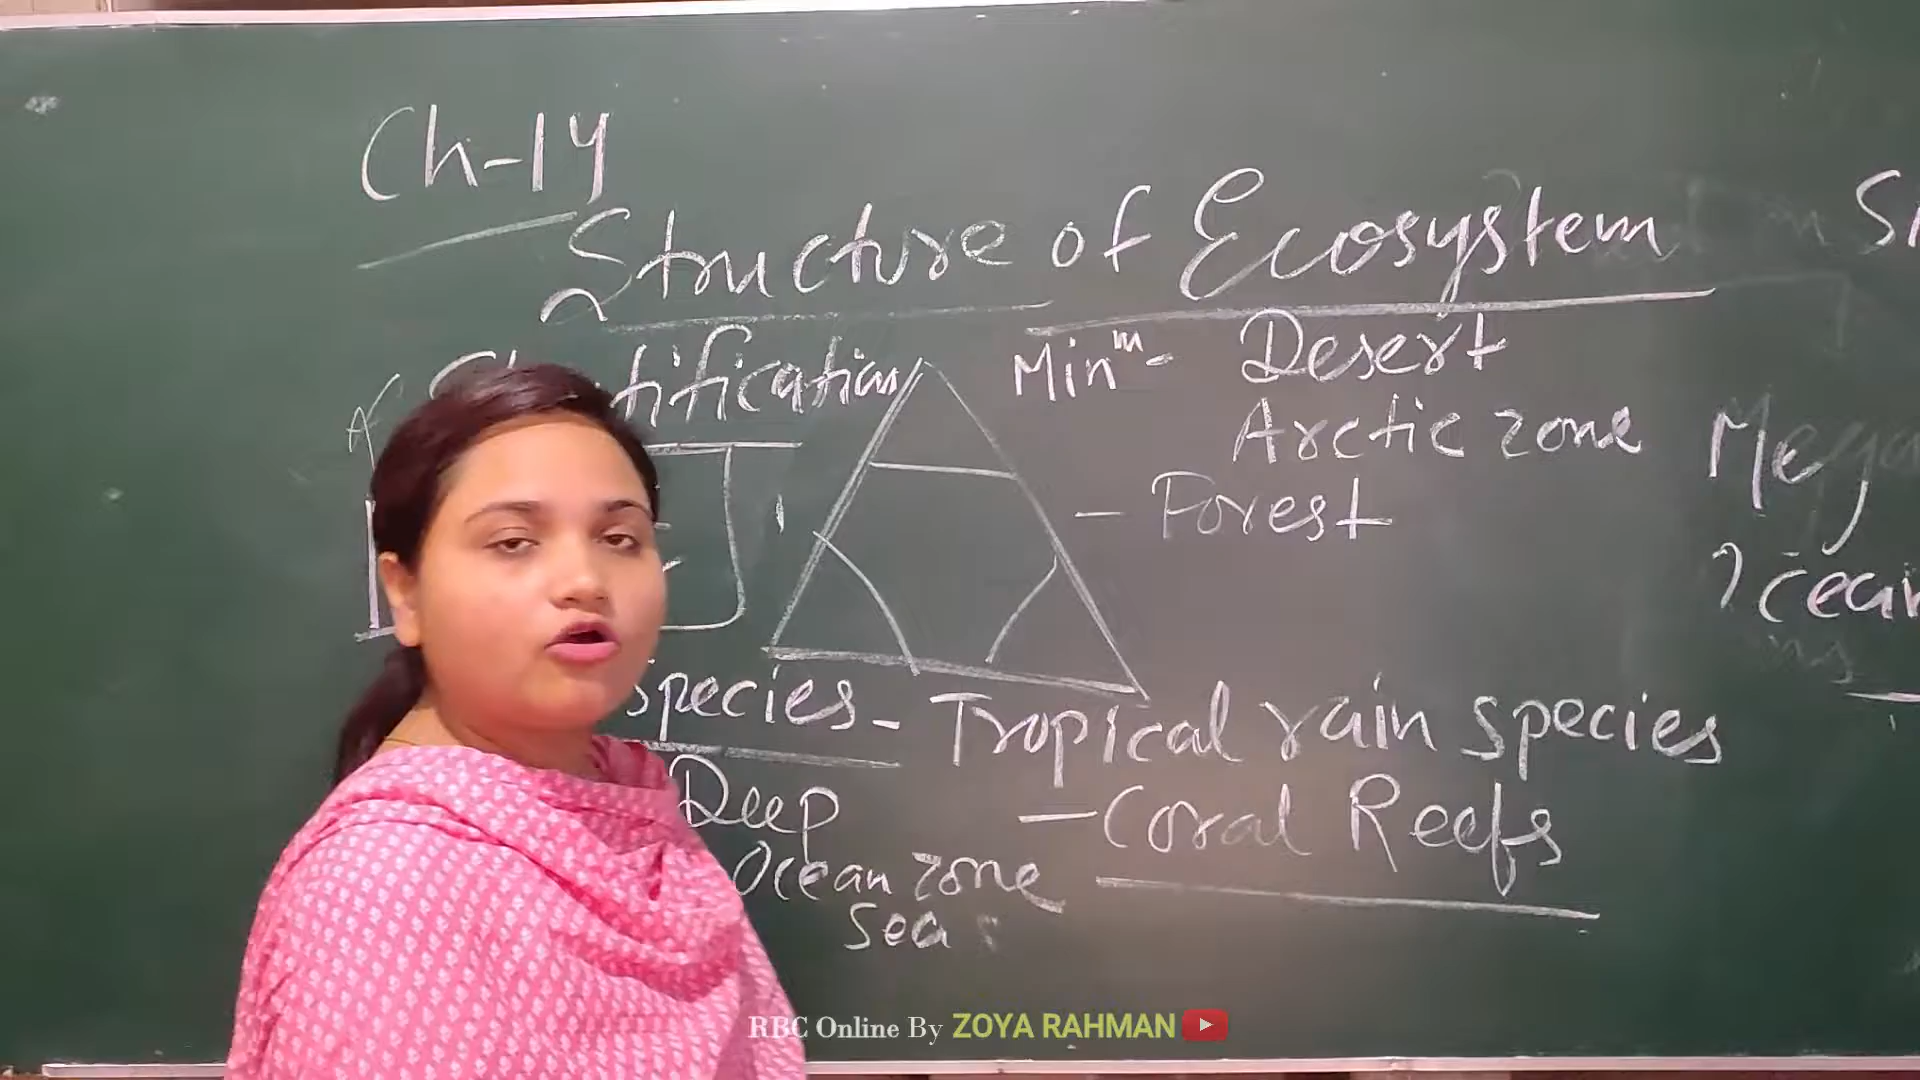 Ch-14
Structure of Ecosystem
Min^m - Desert
Arctic zone
- Forest
species - Tropical rain species
Deep
- Coral Reefs
Ocean zone
Sea
RBC Online By ZOYA RAHMAN